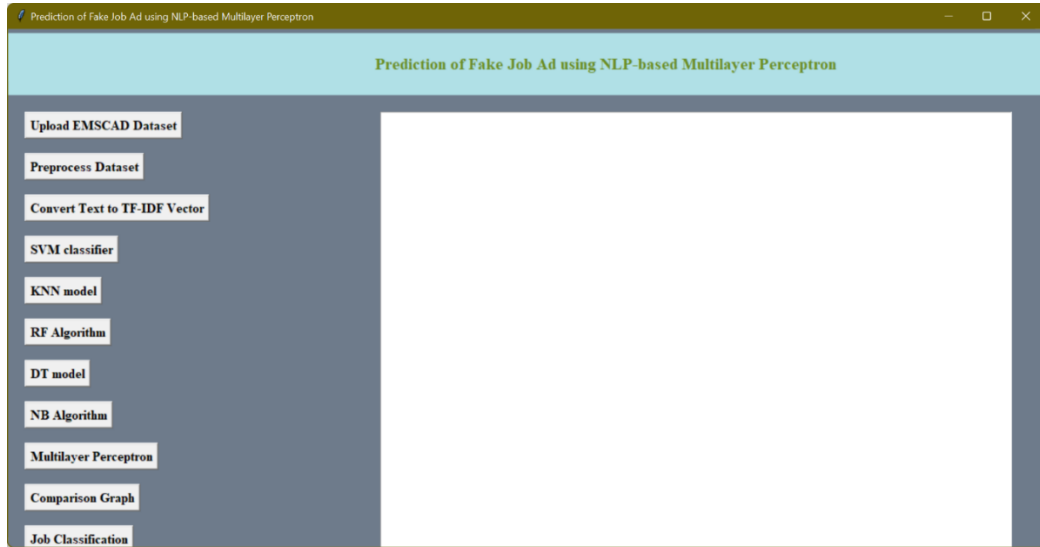 Prediction of Fake Job Ad using NLP-based Multilayer Perceptron
Prediction of Fake Job Ad using NLP-based Multilayer Perceptron
Upload EMSCAD Dataset
Preprocess Dataset
Convert Text to TF-IDF Vector
SVM classifier
KNN model
RF Algorithm
DT model
NB Algorithm
Multilayer Perceptron
Comparison Graph
Job Classification